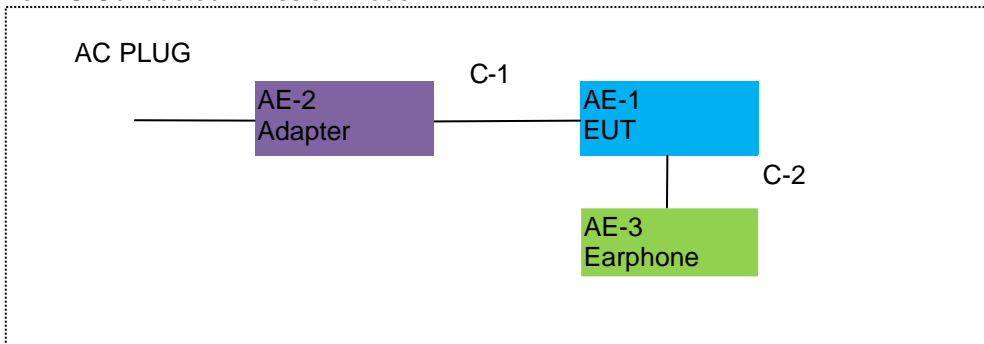 AC PLUG
C-1
AE-2
Adapter
AE-1
EUT
C-2
AE-3
Earphone